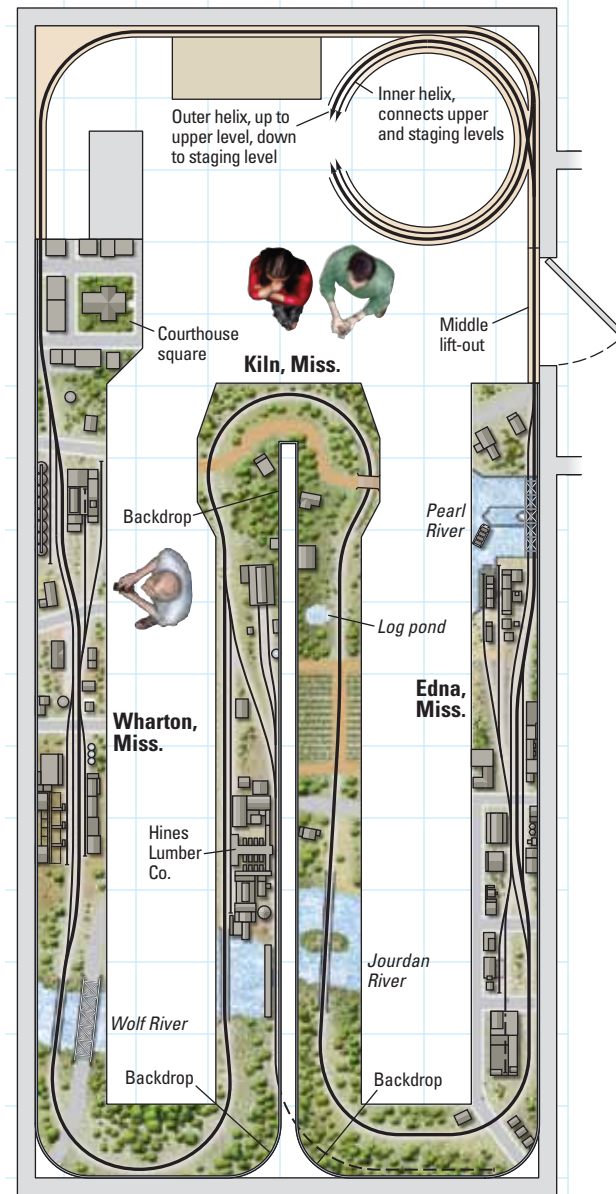 Outer helix, up to
upper level, down
to staging level
Inner helix,
connects upper
and staging levels
Courthouse
square
Middle
lift-out
Kiln, Miss.
Backdrop
Pearl
River
Log pond
Wharton,
Miss.
Edna,
Miss.
Hines
Lumber
Co.
Jourdan
River
Wolf River
Backdrop
Backdrop